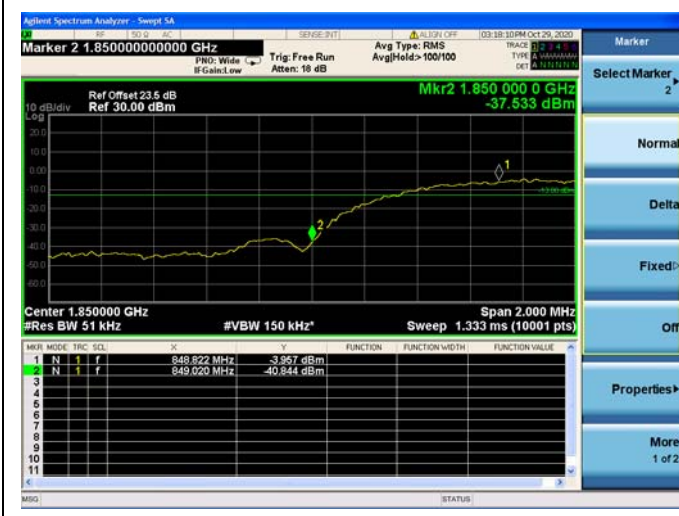 Agilent Spectrum Analyzer - Swept SA
RF 50 Ω AC SENSE:INT ALIGN OFF 03:18:10 PM Oct 29, 2020
Marker 2 1.850000000000 GHz
PNO: Wide
IFGain:Low
Trig: Free Run
Atten: 18 dB
Avg Type: RMS
Avg|Hold:>100/100
TRACE 1 2 3 4 5 6
TYPE A WWWWW
DET A N N N N N
Ref Offset 23.5 dB
10 dB/div Ref 30.00 dBm
Log
Mkr2 1.850 000 0 GHz
-37.533 dBm
20.0
10.0
0.00
-10.0
-20.0
-30.0
-40.0
-50.0
-60.0
-13.00 dBm
1
2
Center 1.850000 GHz Span 2.000 MHz
#Res BW 51 kHz #VBW 150 kHz* Sweep 1.333 ms (10001 pts)
MKR MODE TRC SCL X Y FUNCTION FUNCTION WIDTH FUNCTION VALUE
1 N 1 f 848.822 MHz -3.957 dBm
2 N 1 f 849.020 MHz -40.844 dBm
3
4
5
6
7
8
9
10
11
MSG STATUS
Marker
Select Marker
2
Normal
Delta
Fixed
Off
Properties
More
1 of 2